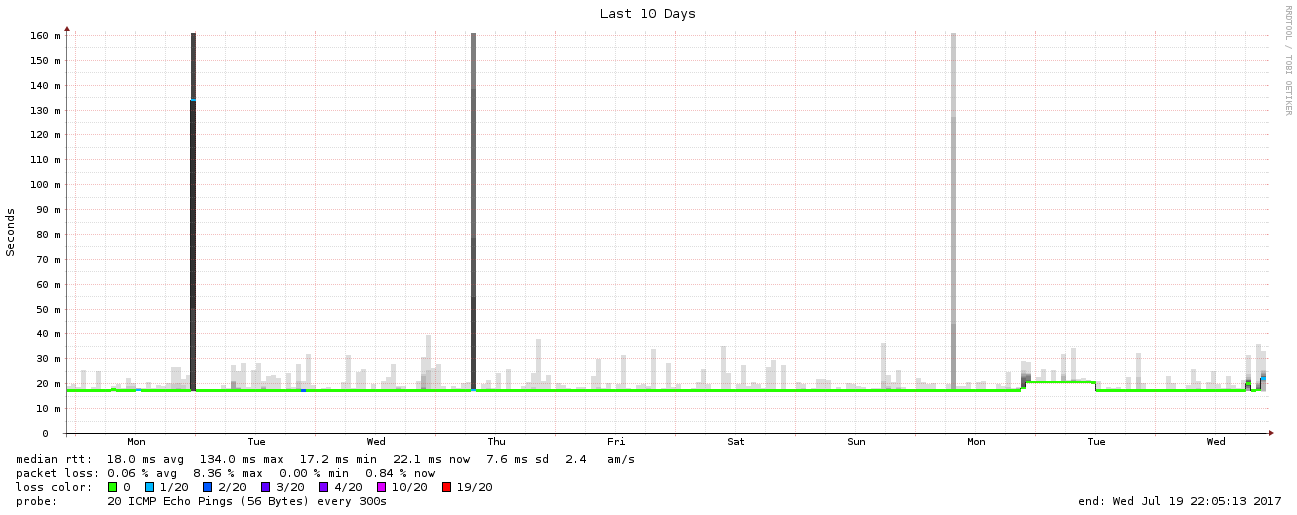 Last 10 Days
RRDTOOL / TOBI OETIKER
Seconds
160 m
150 m
140 m
130 m
120 m
110 m
100 m
90 m
80 m
70 m
60 m
50 m
40 m
30 m
20 m
10 m
0
Mon Tue Wed Thu Fri Sat Sun Mon Tue Wed
median rtt: 18.0 ms avg 134.0 ms max 17.2 ms min 22.1 ms now 7.6 ms sd 2.4 am/s
packet loss: 0.06 % avg 8.36 % max 0.00 % min 0.84 % now
loss color: 0 1/20 2/20 3/20 4/20 10/20 19/20
probe: 20 ICMP Echo Pings (56 Bytes) every 300s end: Wed Jul 19 22:05:13 2017